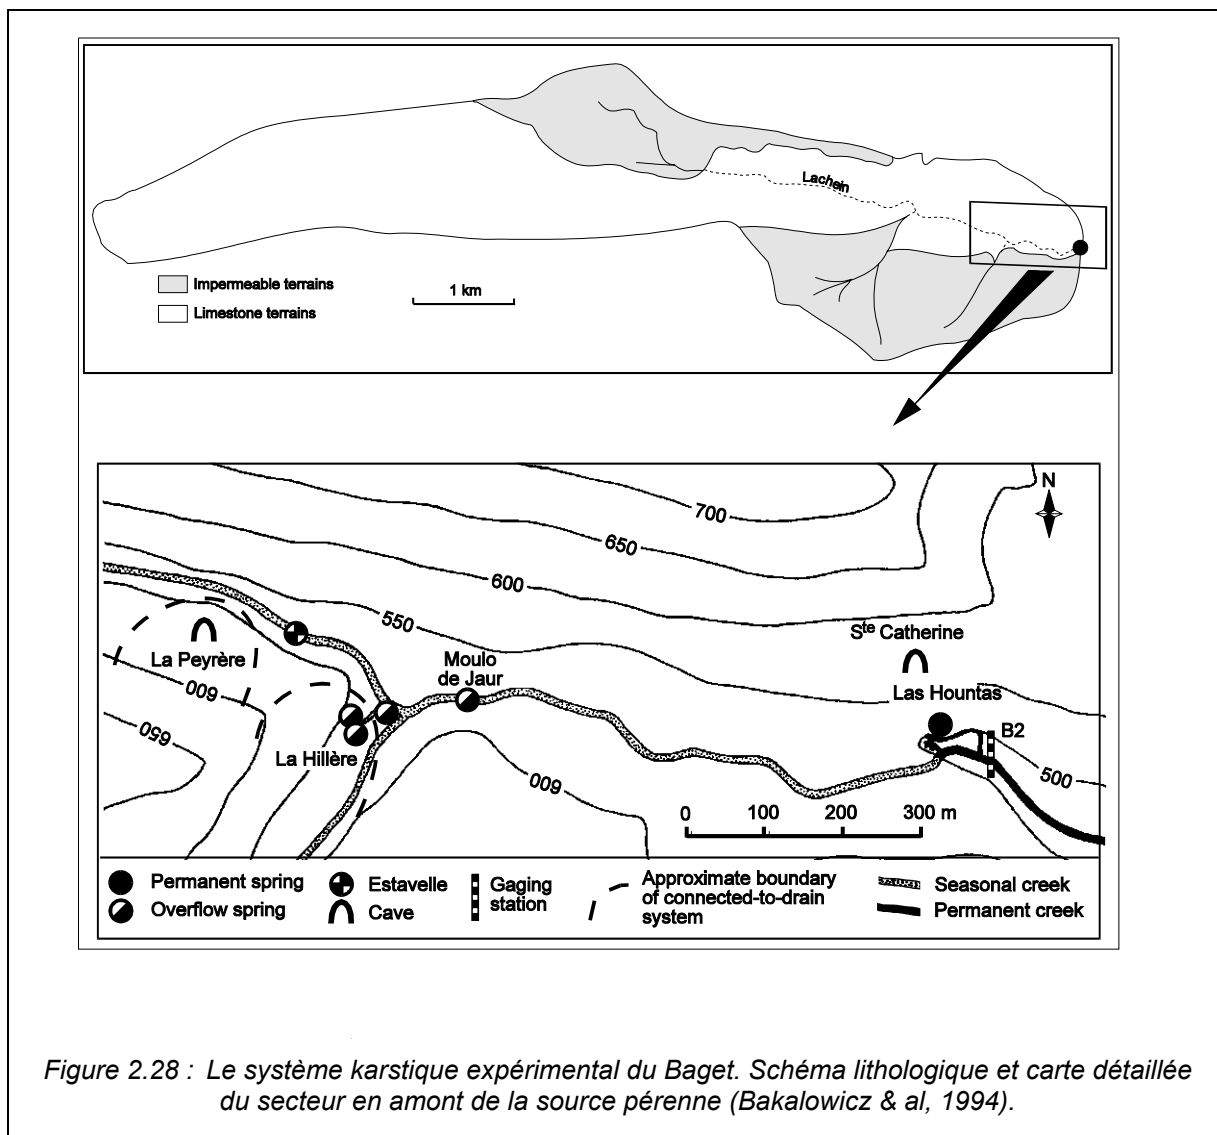 Lachein
Impermeable terrains
Limestone terrains
1 km
N
700
650
600
550
Ste Catherine
La Peyrère
Moulo
de Jaur
Las Hountas
600
650
La Hillère
B2
600
500
0 100 200 300 m
Permanent spring
Overflow spring
Estavelle
Cave
Gaging
station
Approximate boundary
of connected-to-drain
system
Seasonal creek
Permanent creek
Figure 2.28 : Le système karstique expérimental du Baget. Schéma lithologique et carte détaillée
du secteur en amont de la source pérenne (Bakalowicz & al, 1994).